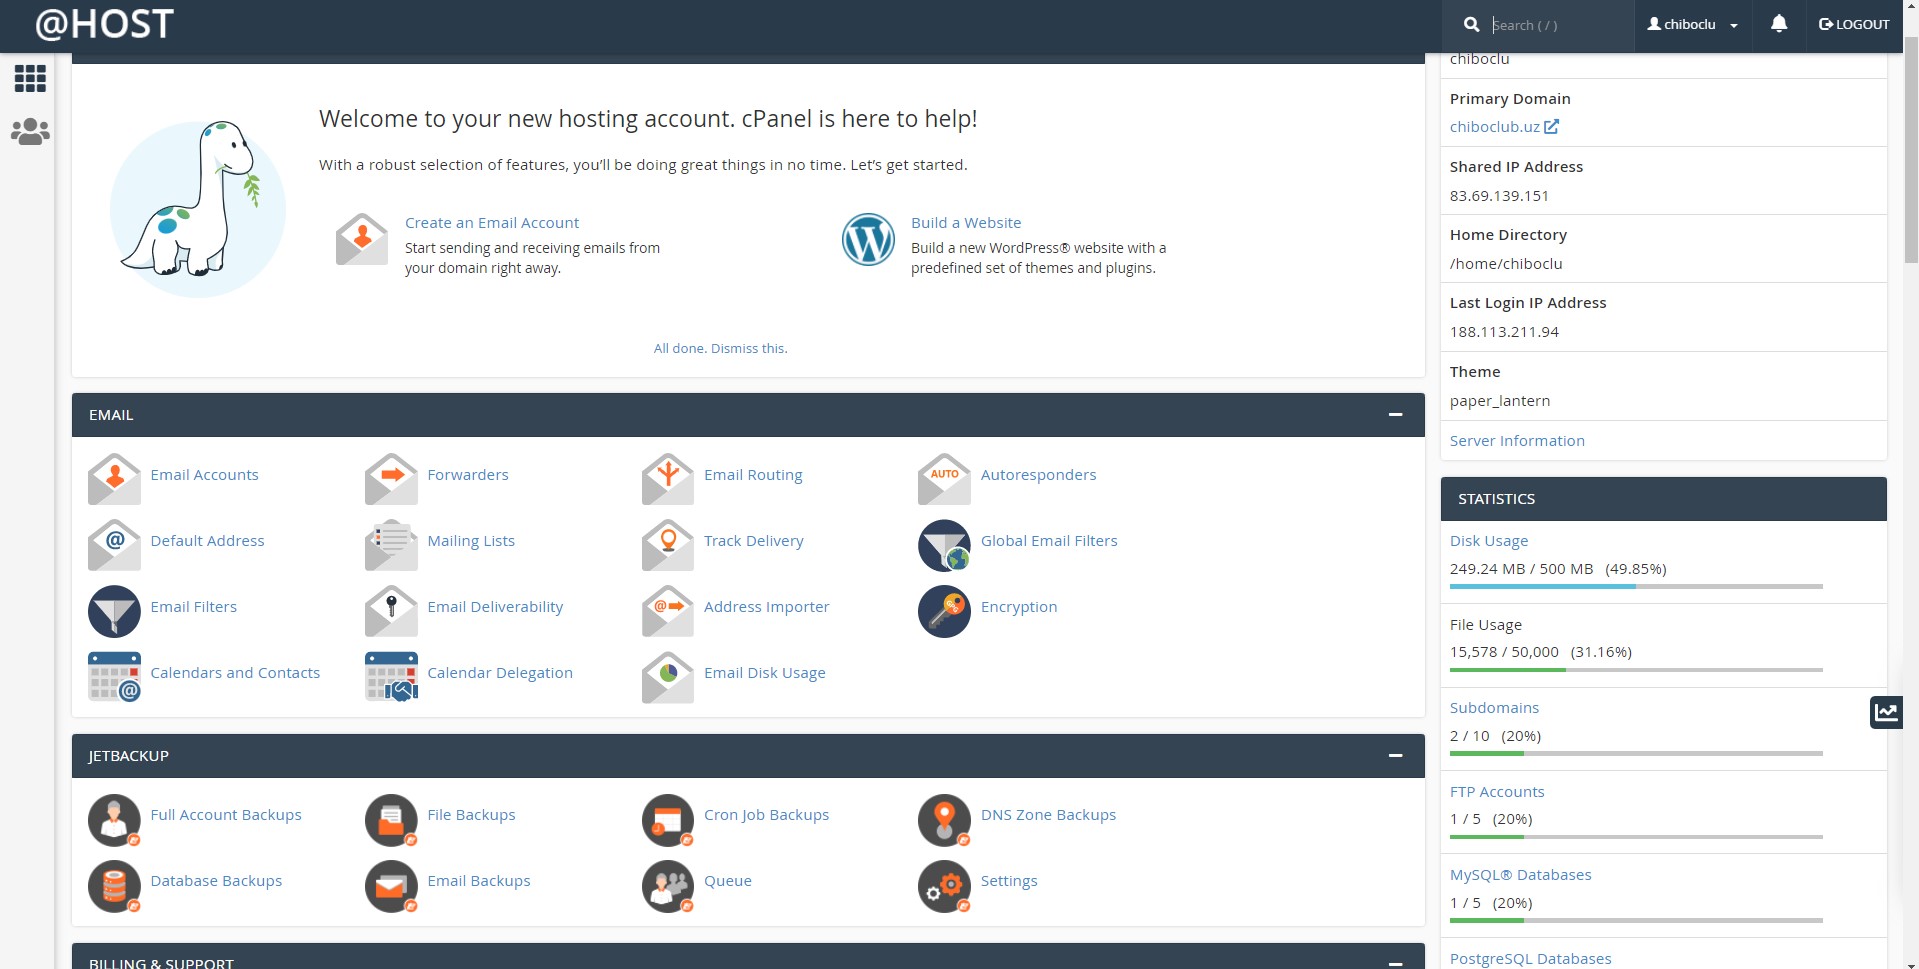 @HOST
Search ( / )
chiboclu
LOGOUT
Welcome to your new hosting account. cPanel is here to help!
With a robust selection of features, you’ll be doing great things in no time. Let’s get started.
Create an Email Account
Start sending and receiving emails from
your domain right away.
Build a Website
Build a new WordPress® website with a
predefined set of themes and plugins.
All done. Dismiss this.
EMAIL
Email Accounts
Forwarders
Email Routing
AUTO
Autoresponders
Default Address
Mailing Lists
Track Delivery
Global Email Filters
Email Filters
Email Deliverability
Address Importer
Encryption
Calendars and Contacts
Calendar Delegation
Email Disk Usage
JETBACKUP
Full Account Backups
File Backups
Cron Job Backups
DNS Zone Backups
Database Backups
Email Backups
Queue
Settings
BILLING & SUPPORT
chiboclu
Primary Domain
chiboclub.uz
Shared IP Address
83.69.139.151
Home Directory
/home/chiboclu
Last Login IP Address
188.113.211.94
Theme
paper_lantern
Server Information
STATISTICS
Disk Usage
249.24 MB / 500 MB (49.85%)
File Usage
15,578 / 50,000 (31.16%)
Subdomains
2 / 10 (20%)
FTP Accounts
1 / 5 (20%)
MySQL® Databases
1 / 5 (20%)
PostgreSQL Databases